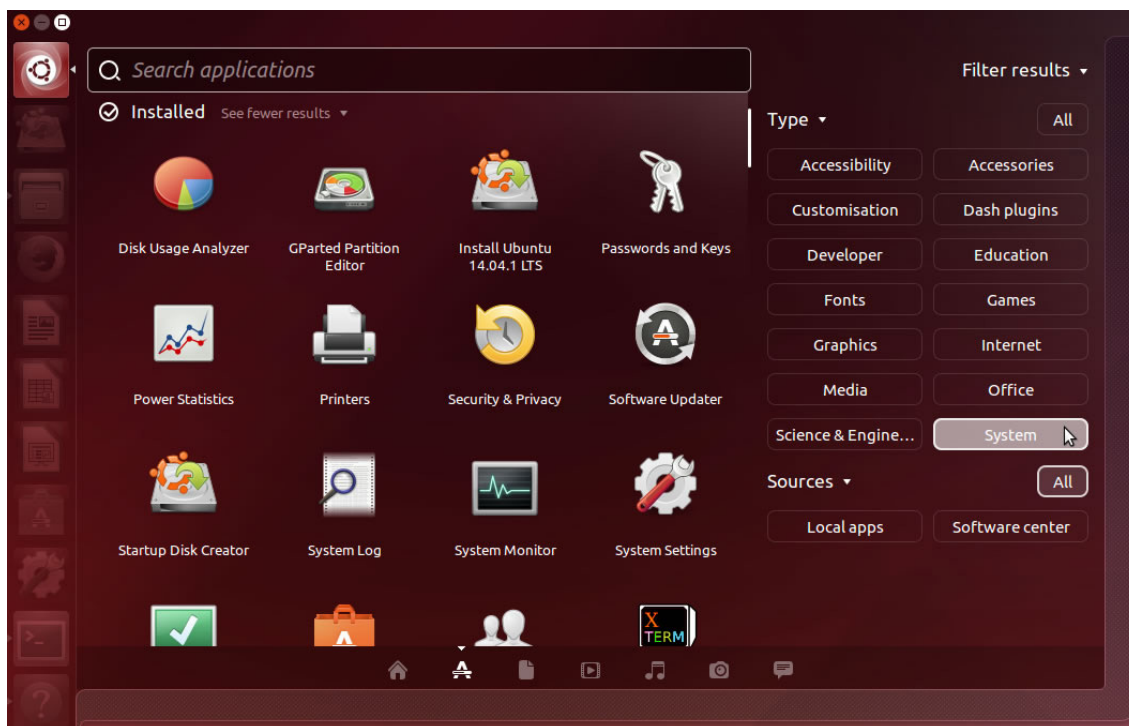 Search applications
Filter results
Installed See fewer results
Type All
Accessibility Accessories
Customisation Dash plugins
Developer Education
Fonts Games
Graphics Internet
Media Office
Science & Engine... System
Sources All
Local apps Software center
Disk Usage Analyzer
GParted Partition
Editor
Install Ubuntu
14.04.1 LTS
Passwords and Keys
Power Statistics
Printers
Security & Privacy
Software Updater
Startup Disk Creator
System Log
System Monitor
System Settings
X
TERM